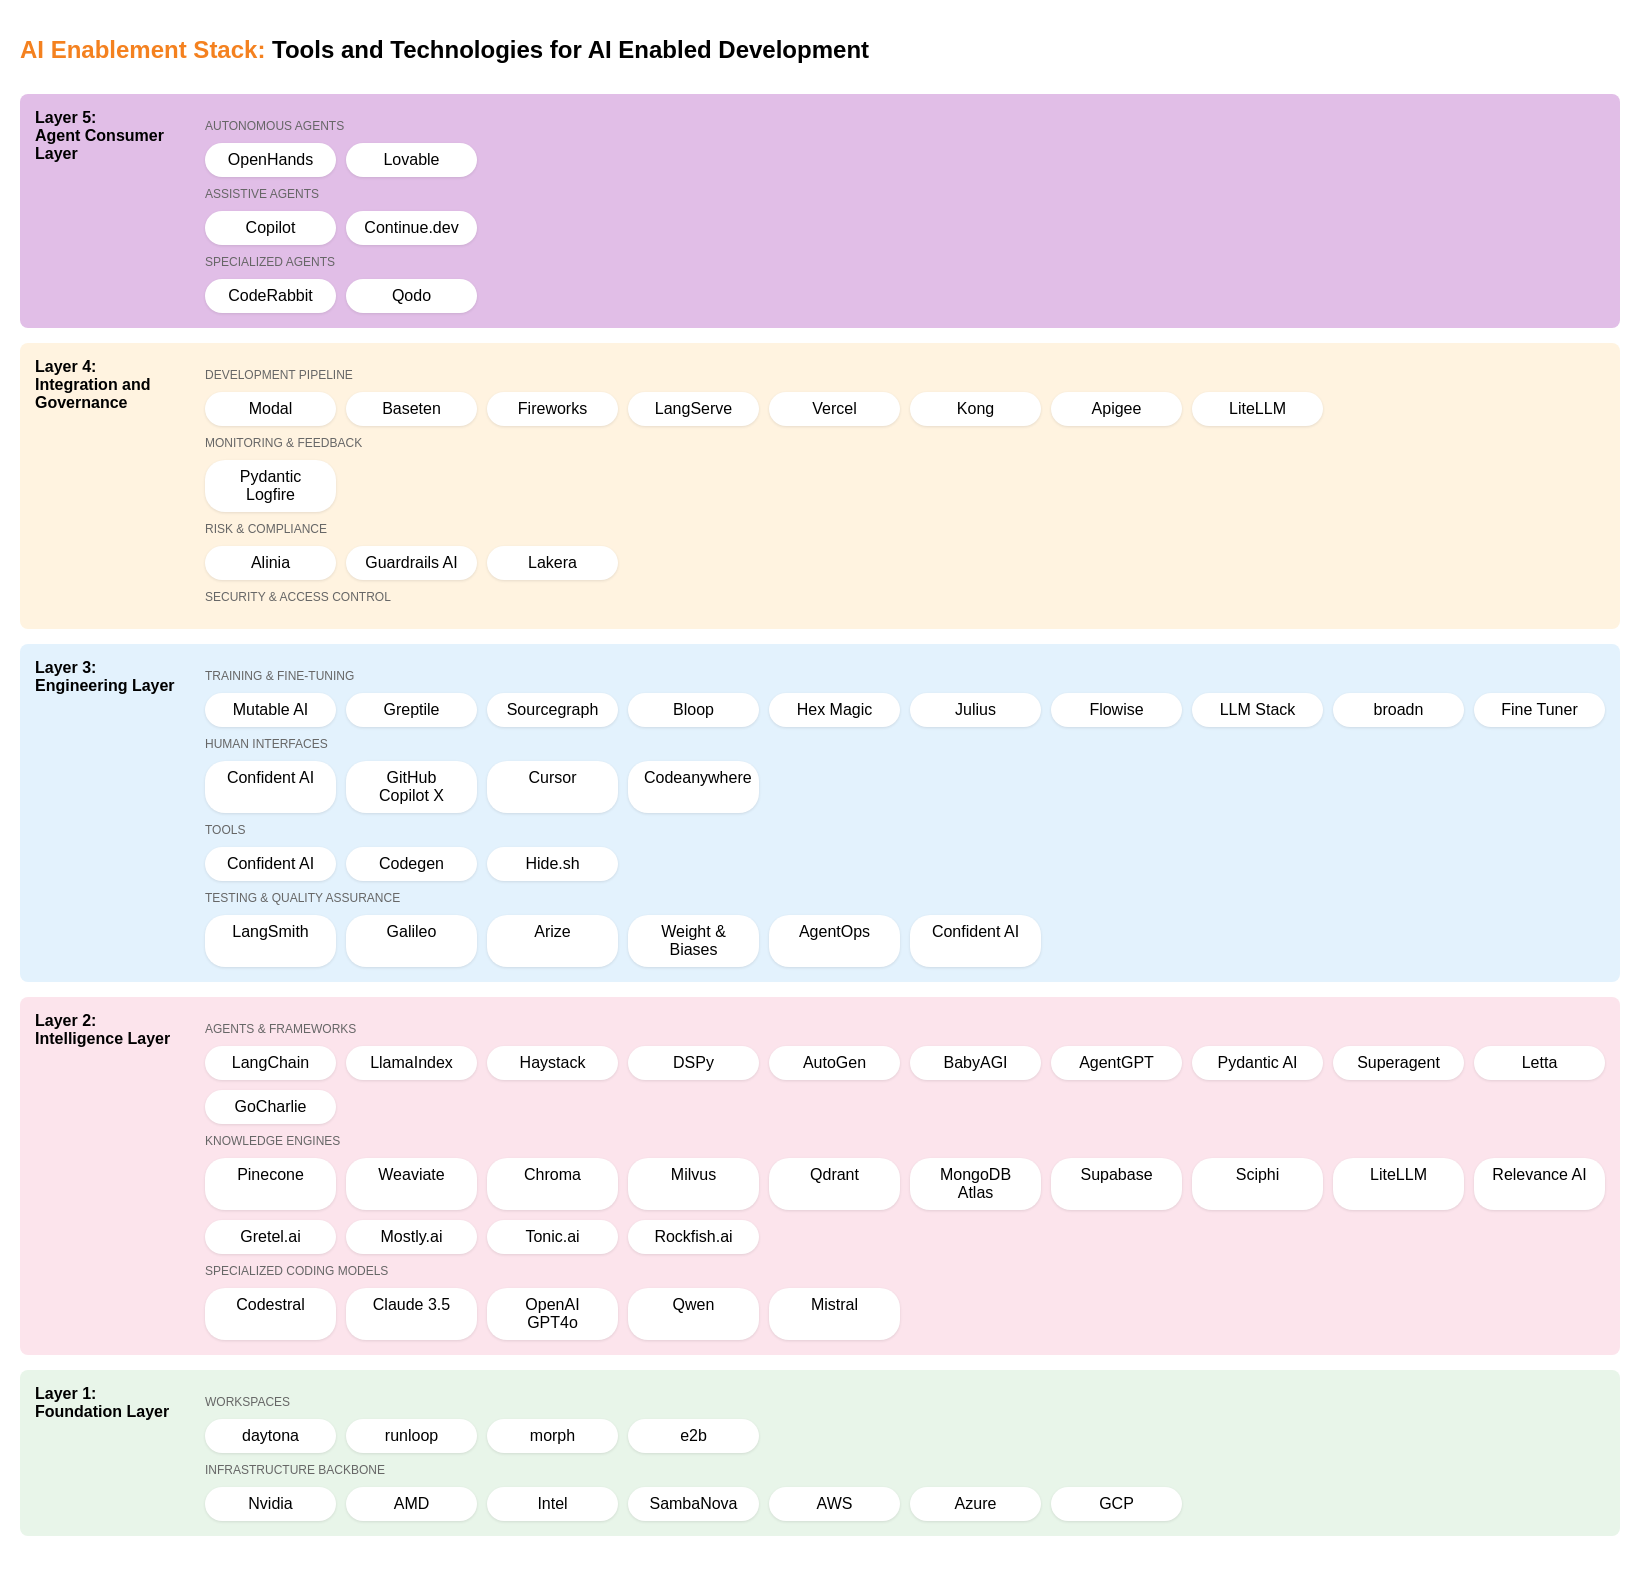 AI Enablement Stack: Tools and Technologies for AI Enabled Development
Layer 5:
Agent Consumer
Layer
AUTONOMOUS AGENTS
OpenHands Lovable
ASSISTIVE AGENTS
Copilot Continue.dev
SPECIALIZED AGENTS
CodeRabbit Qodo
Layer 4:
Integration and
Governance
DEVELOPMENT PIPELINE
Modal Baseten Fireworks LangServe Vercel Kong Apigee LiteLLM
MONITORING & FEEDBACK
Pydantic
Logfire
RISK & COMPLIANCE
Alinia Guardrails AI Lakera
SECURITY & ACCESS CONTROL
Layer 3:
Engineering Layer
TRAINING & FINE-TUNING
Mutable AI Greptile Sourcegraph Bloop Hex Magic Julius Flowise LLM Stack broadn Fine Tuner
HUMAN INTERFACES
Confident AI GitHub Cursor Codeanywhere
Copilot X
TOOLS
Confident AI Codegen Hide.sh
TESTING & QUALITY ASSURANCE
LangSmith Galileo Arize Weight & AgentOps Confident AI
Biases
Layer 2:
Intelligence Layer
AGENTS & FRAMEWORKS
LangChain LlamaIndex Haystack DSPy AutoGen BabyAGI AgentGPT Pydantic AI Superagent Letta
GoCharlie
KNOWLEDGE ENGINES
Pinecone Weaviate Chroma Milvus Qdrant MongoDB Supabase Sciphi LiteLLM Relevance AI
Atlas
Gretel.ai Mostly.ai Tonic.ai Rockfish.ai
SPECIALIZED CODING MODELS
Codestral Claude 3.5 OpenAI Qwen Mistral
GPT4o
Layer 1:
Foundation Layer
WORKSPACES
daytona runloop morph e2b
INFRASTRUCTURE BACKBONE
Nvidia AMD Intel SambaNova AWS Azure GCP